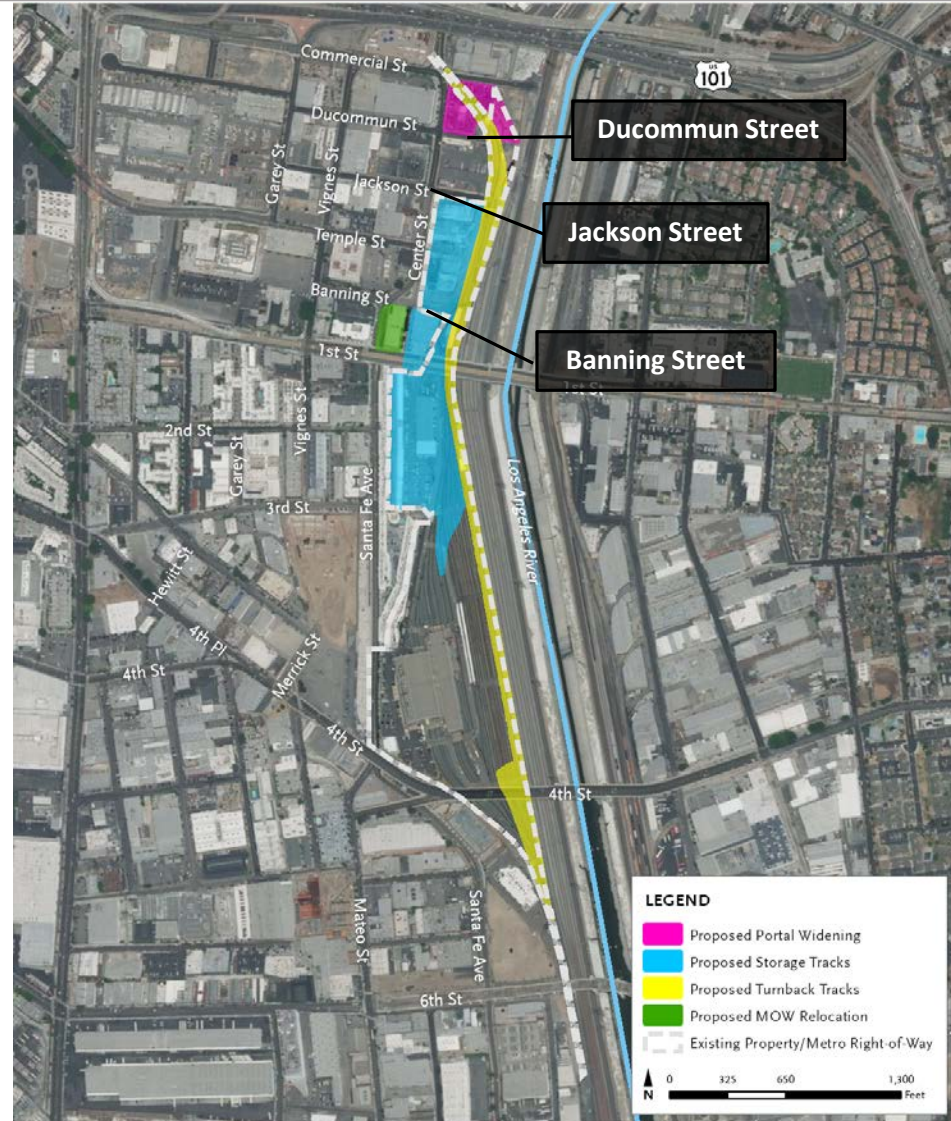 Commercial St
US
101
Ducommun St
Ducommun Street
Garey St
Vignes St
Jackson St
Jackson Street
Temple St
Center St
Banning St
Banning Street
1st St
1st St
2nd St
Garey St
Vignes St
Santa Fe Ave
3rd St
Los Angeles River
Hewitt St
4th Pl
4th St
Merrick St
4th St
4th St
Mateo St
Santa Fe Ave
6th St
LEGEND
Proposed Portal Widening
Proposed Storage Tracks
Proposed Turnback Tracks
Proposed MOW Relocation
Existing Property/Metro Right-of-Way
N
0 325 650 1,300
Feet